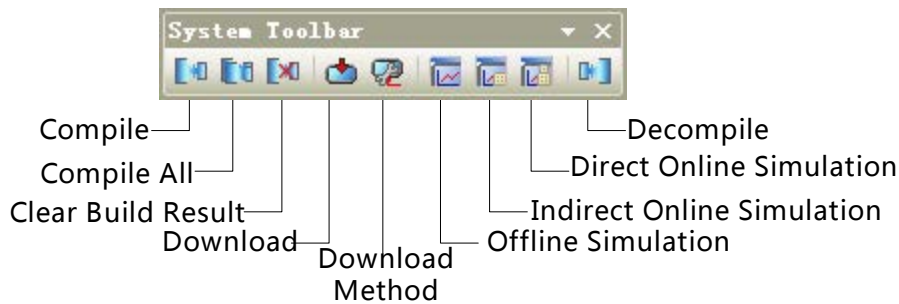 System Toolbar
Compile
Decompile
Compile All
Direct Online Simulation
Clear Build Result
Indirect Online Simulation
Download
Offline Simulation
Download
Method